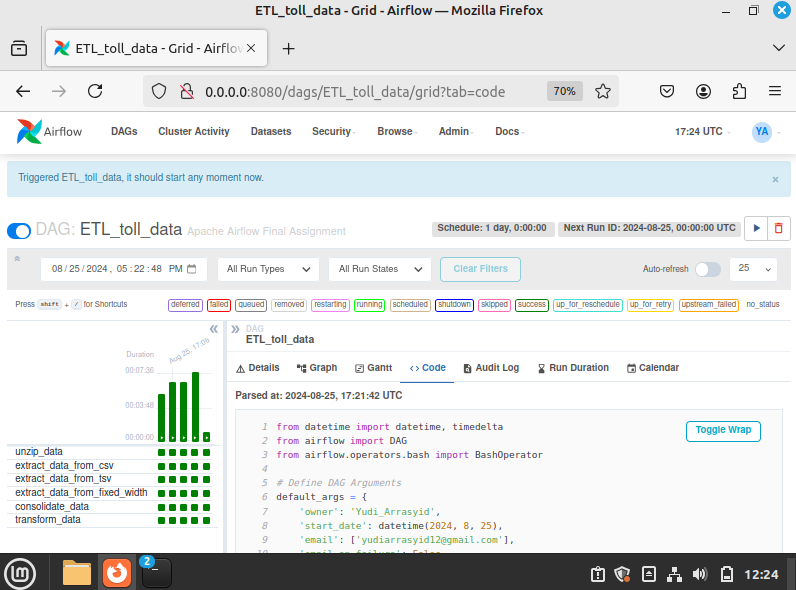 ETL_toll_data - Grid - Airflow — Mozilla Firefox
ETL_toll_data - Grid - Airflow
0.0.0.0:8080/dags/ETL_toll_data/grid?tab=code 70%
Airflow DAGs Cluster Activity Datasets Security Browse Admin Docs 17:24 UTC YA
Triggered ETL_toll_data, it should start any moment now. ×
DAG: ETL_toll_data Apache Airflow Final Assignment Schedule: 1 day, 0:00:00 Next Run ID: 2024-08-25, 00:00:00 UTC
08/25/2024, 05:22:48 PM All Run Types All Run States Clear Filters Auto-refresh 25
Press shift + / for Shortcuts deferred failed queued removed restarting running scheduled shutdown skipped success up_for_reschedule up_for_retry upstream_failed no_status
DAG
ETL_toll_data
Duration
Aug 25, 17:06
00:07:36
00:03:48
00:00:00
unzip_data
extract_data_from_csv
extract_data_from_tsv
extract_data_from_fixed_width
consolidate_data
transform_data
Details Graph Gantt <> Code Audit Log Run Duration Calendar
Parsed at: 2024-08-25, 17:21:42 UTC
Toggle Wrap
1 from datetime import datetime, timedelta
2 from airflow import DAG
3 from airflow.operators.bash import BashOperator
4
5 # Define DAG Arguments
6 default_args = {
7 'owner': 'Yudi_Arrasyid',
8 'start_date': datetime(2024, 8, 25),
9 'email': ['yudiarrasyid12@gmail.com'],
10 'email_on_failure': False,
2
12:24